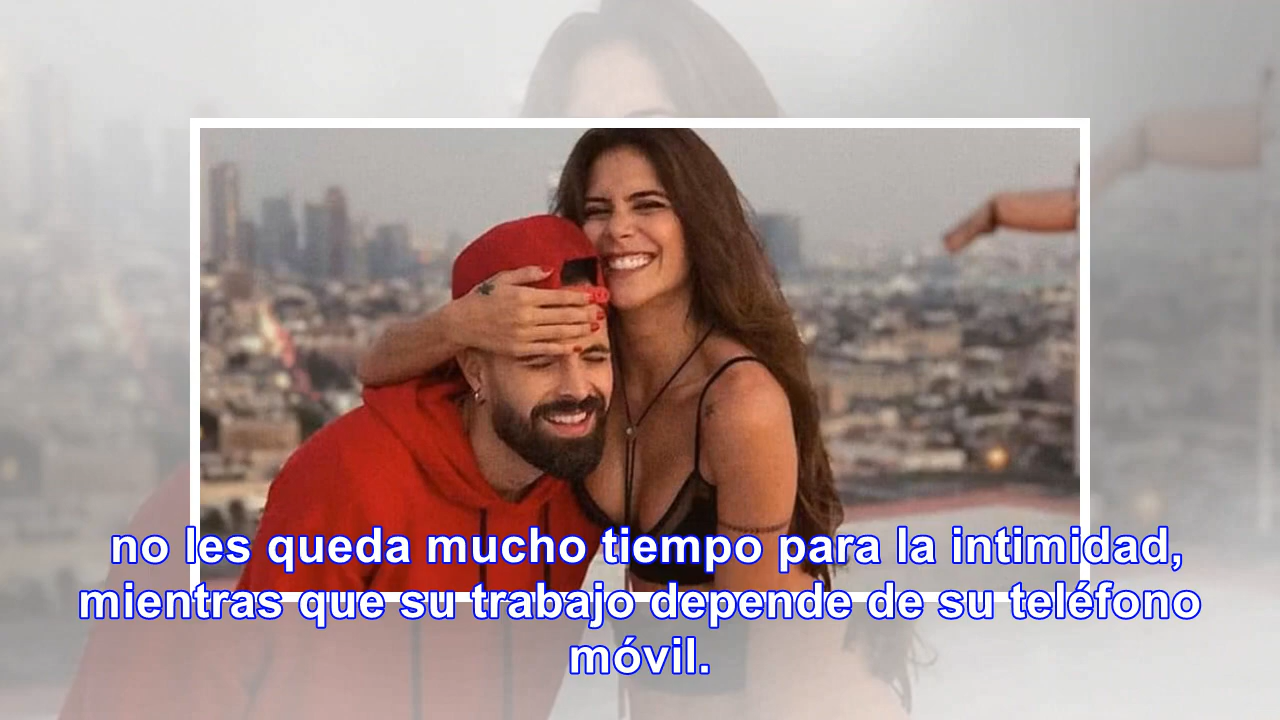 no les queda mucho tiempo para la intimidad,
mientras que su trabajo depende de su teléfono
móvil.